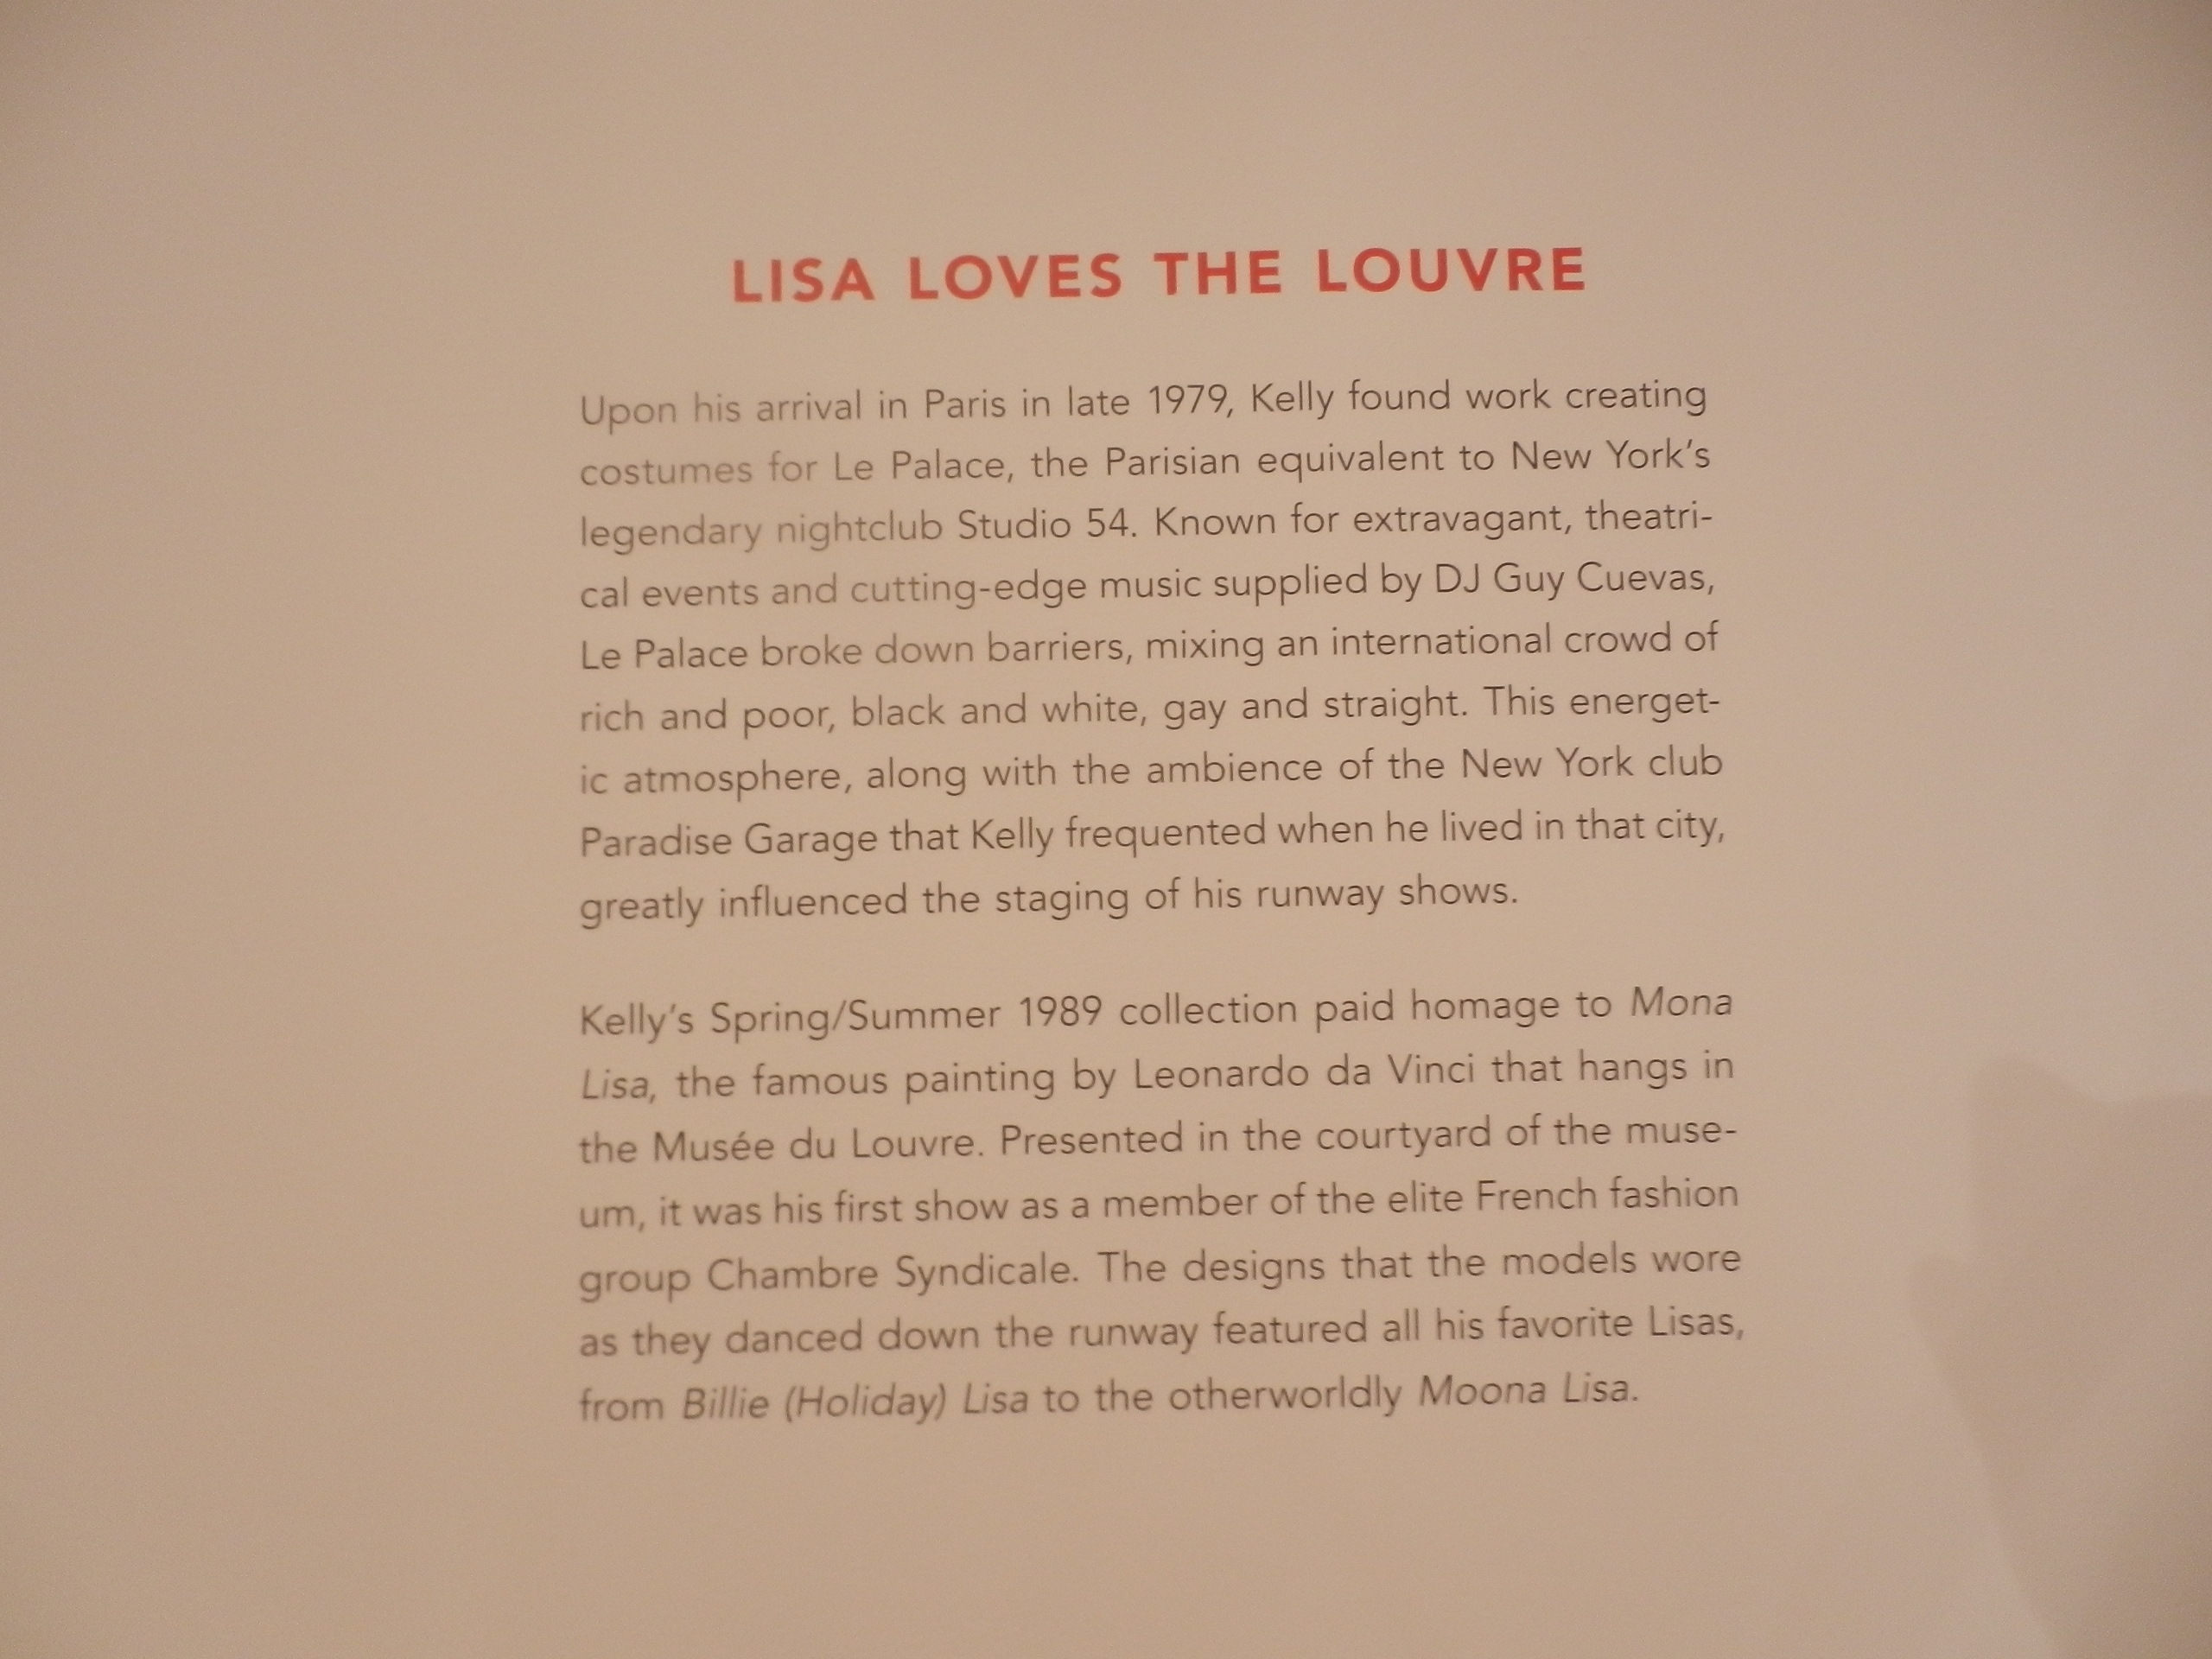 LISA LOVES THE LOUVRE
Upon his arrival in Paris in late 1979, Kelly found work creating
costumes for Le Palace, the Parisian equivalent to New York's
legendary nightclub Studio 54. Known for extravagant, theatri-
cal events and cutting-edge music supplied by DJ Guy Cuevas,
Le Palace broke down barriers, mixing an international crowd of
rich and poor, black and white, gay and straight. This energet-
ic atmosphere, along with the ambience of the New York club
Paradise Garage that Kelly frequented when he lived in that city,
greatly influenced the staging of his runway shows.
Kelly's Spring/Summer 1989 collection paid homage to Mona
Lisa, the famous painting by Leonardo da Vinci that hangs in
the Musée du Louvre. Presented in the courtyard of the muse-
um, it was his first show as a member of the elite French fashion
group Chambre Syndicale. The designs that the models wore
as they danced down the runway featured all his favorite Lisas,
from Billie (Holiday) Lisa to the otherworldly Moona Lisa.